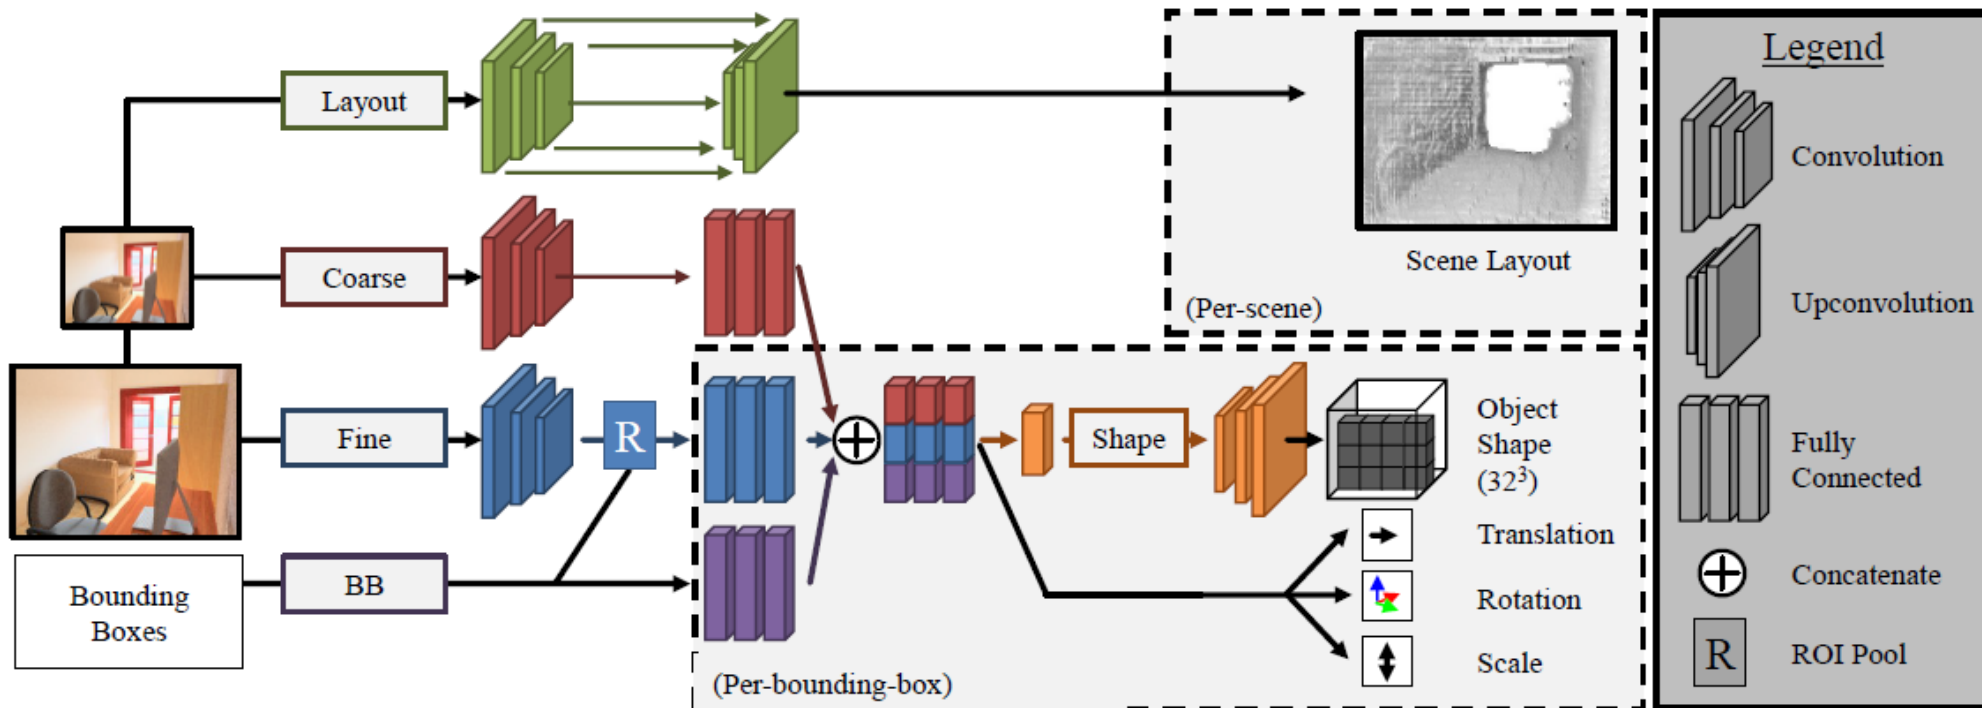 Layout
Scene Layout
(Per-scene)
Coarse
Fine
R
Shape
Object
Shape
(32³)
Translation
Rotation
Scale
BB
Bounding
Boxes
(Per-bounding-box)
Legend
Convolution
Upconvolution
Fully
Connected
Concatenate
R
ROI Pool